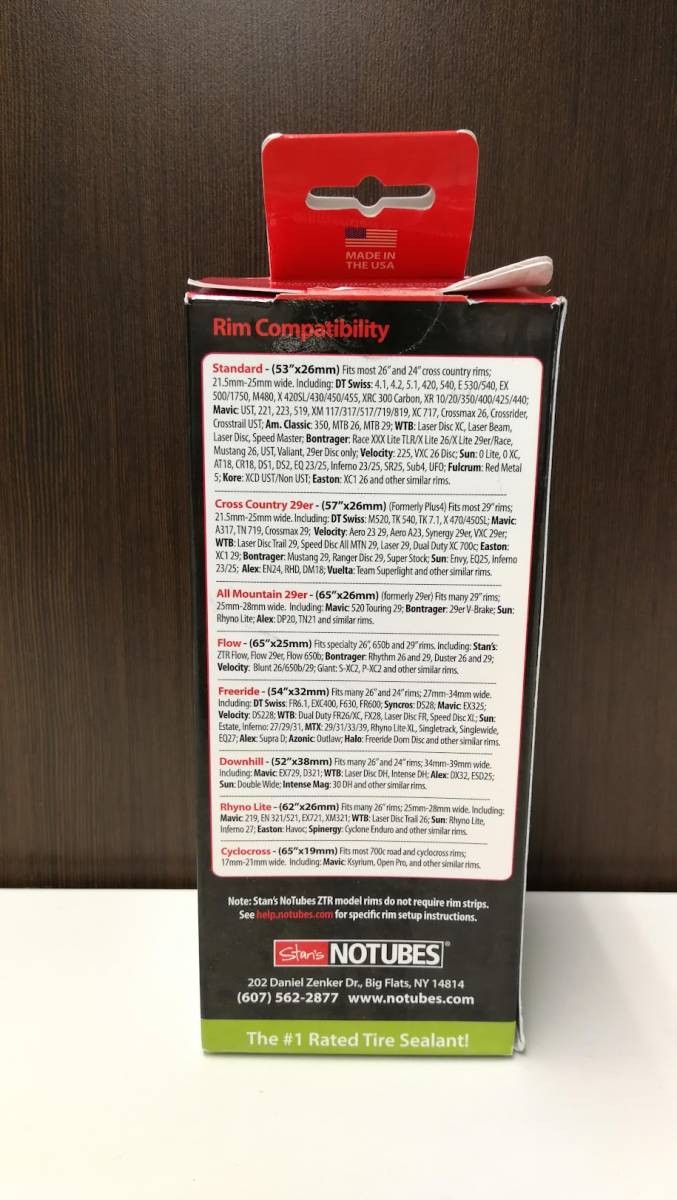 MADE IN
THE USA
Rim Compatibility
Standard - (53"x26mm) Fits most 26" and 24" cross country rims;
21.5mm-25mm wide. Including: DT Swiss: 4.1, 4.2, 5.1, 420, 540, E 530/540, EX
500/1750, M480, X 420SL/430/450/455, XRC 300 Carbon, XR 10/20/350/400/425/440;
Mavic: UST, 221, 223, 519, XM 117/317/517/719/819, XC 717, Crossmax 26, Crossrider,
Crosstrail UST; Am. Classic: 350, MTB 26, MTB 29; WTB: Laser Disc XC, Laser Beam,
Laser Disc, Speed Master; Bontrager: Race XXX Lite TLR/X Lite 26/X Lite 29er/Race,
Mustang 26, UST, Valiant, 29er Disc only; Velocity: 225, VXC 26 Disc; Sun: 0 Lite, 0 XC,
AT18, CR18, DS1, DS2, EQ 23/25, Inferno 23/25, SR25, Sub4, UFO; Fulcrum: Red Metal
5; Kore: XCD UST/Non UST; Easton: XC1 26 and other similar rims.
Cross Country 29er - (57"x26mm) (Formerly Plus4) Fits most 29" rims;
21.5mm-25mm wide. Including: DT Swiss: M520, TK 540, TK 7.1, X 470/450SL; Mavic:
A317, TN 719, Crossmax 29; Velocity: Aero 23 29, Aero A23, Synergy 29er, VXC 29er;
WTB: Laser Disc Trail 29, Speed Disc All MTN 29, Laser 29, Dual Duty XC 700c; Easton:
XC1 29; Bontrager: Mustang 29, Ranger Disc 29, Super Stock; Sun: Envy, EQ25, Inferno
23/25; Alex: EN24, RHD, DM18; Vuelta: Team Superlight and other similar rims.
All Mountain 29er - (65"x26mm) (formerly 29er) Fits many 29" rims;
25mm-28mm wide. Including: Mavic: 520 Touring 29; Bontrager: 29er V-Brake; Sun:
Rhyno Lite; Alex: DP20, TN21 and similar rims.
Flow - (65"x25mm) Fits specialty 26", 650b and 29" rims. Including: Stan's:
ZTR Flow, Flow 29er, Flow 650b; Bontrager: Rhythm 26 and 29, Duster 26 and 29;
Velocity: Blunt 26/650b/29; Giant: S-XC2, P-XC2 and other similar rims.
Freeride - (54"x32mm) Fits many 26" and 24" rims; 27mm-34mm wide.
Including: DT Swiss: FR6.1, EXC400, F630, FR600; Syncros: DS28; Mavic: EX325;
Velocity: DS228; WTB: Dual Duty FR26/XC, FX28, Laser Disc FR, Speed Disc XL; Sun:
Estate, Inferno: 27/29/31, MTX: 29/31/33/39, Rhyno Lite XL, Singletrack, Singlewide,
EQ27; Alex: Supra D; Azonic: Outlaw; Halo: Freeride Dom Disc and other similar rims.
Downhill - (52"x38mm) Fits many 26" and 24" rims; 34mm-39mm wide.
Including: Mavic: EX729, D321; WTB: Laser Disc DH, Intense DH; Alex: DX32, ESD25;
Sun: Double Wide; Intense Mag: 30 DH and other similar rims.
Rhyno Lite - (62"x26mm) Fits many 26" rims; 25mm-28mm wide. Including:
Mavic: 219, EN 321/521, EX721, XM321; WTB: Laser Disc Trail 26; Sun: Rhyno Lite,
Inferno 27; Easton: Havoc; Spinergy: Cyclone Enduro and other similar rims.
Cyclocross - (65"x19mm) Fits most 700c road and cyclocross rims;
17mm-21mm wide. Including: Mavic: Ksyrium, Open Pro, and other similar rims.
Note: Stan's NoTubes ZTR model rims do not require rim strips.
See help.notubes.com for specific rim setup instructions.
Stan's NOTUBES®
202 Daniel Zenker Dr., Big Flats, NY 14814
(607) 562-2877 www.notubes.com
The #1 Rated Tire Sealant!